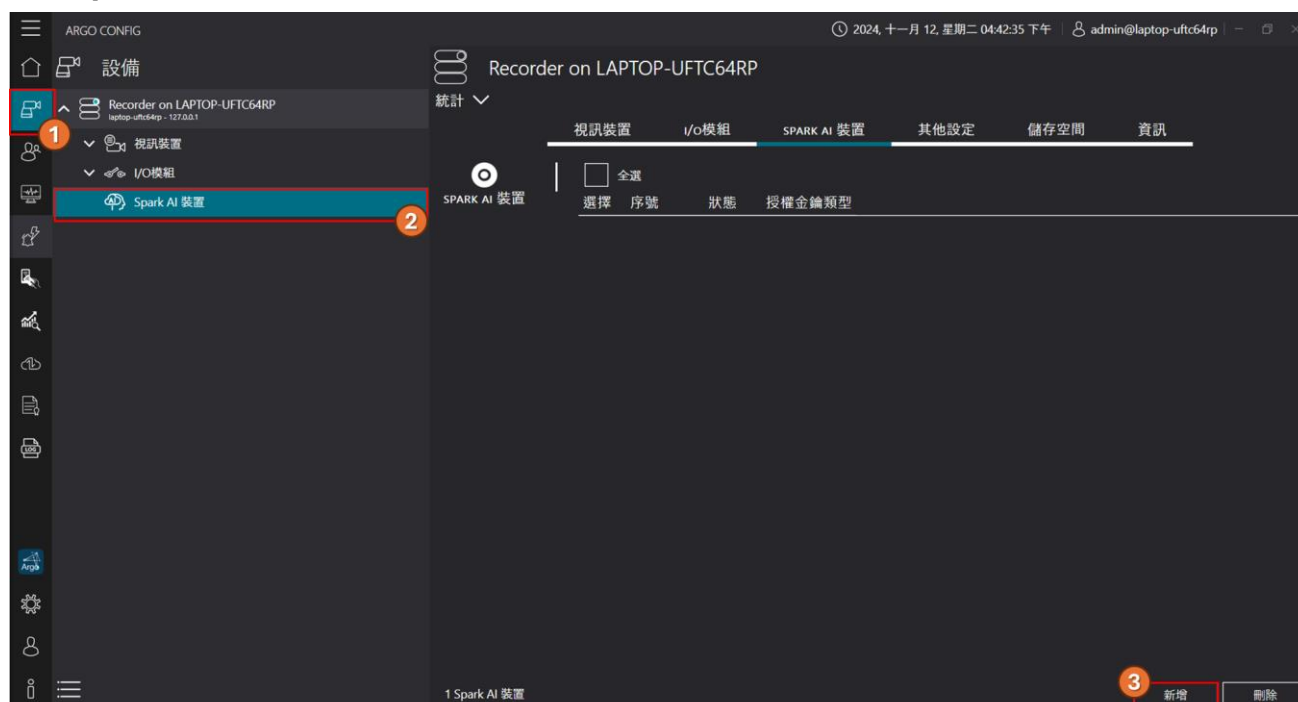 ARGO CONFIG
2024, 十一月 12, 星期二 04:42:35 下午
admin@laptop-uftc64rp
設備
Recorder on LAPTOP-UFTC64RP
Recorder on LAPTOP-UFTC64RP
laptop-uftc64rp - 127.0.0.1
統計
視訊裝置
I/O模組
SPARK AI 裝置
其他設定
儲存空間
資訊
1
視訊裝置
I/O模組
Spark AI 裝置
2
SPARK AI 裝置
全選
選擇 序號 狀態 授權金鑰類型
LOG
Argo
1 Spark AI 裝置
3
新增
刪除